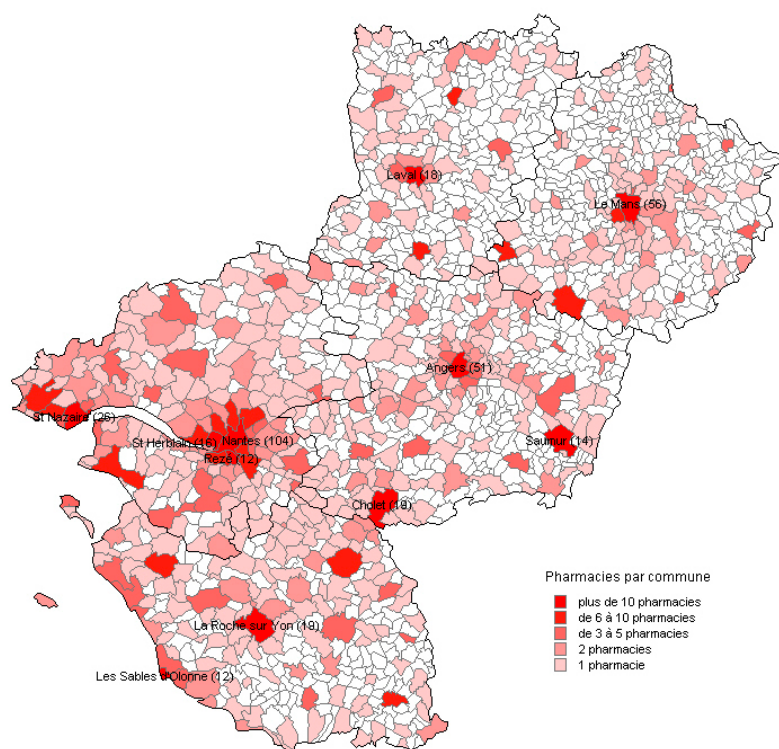 Laval (18)
Le Mans (56)
Angers (51)
St Nazaire (26)
St Herblain (16)
Nantes (104)
Rezé (12)
Saumur (14)
Cholet (19)
La Roche sur Yon (19)
Les Sables d'Olonne (12)
Pharmacies par commune
plus de 10 pharmacies
de 6 à 10 pharmacies
de 3 à 5 pharmacies
2 pharmacies
1 pharmacie